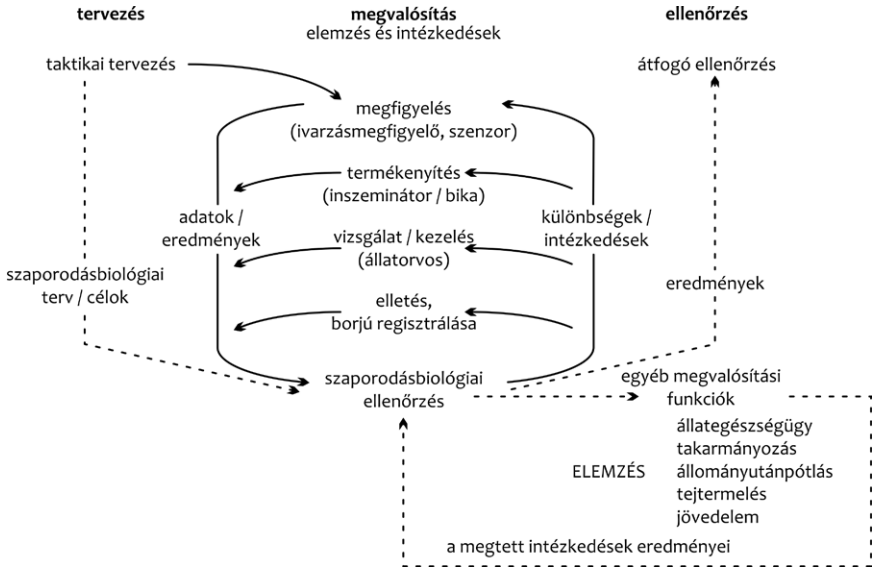 tervezés
megvalósítás
ellenőrzés
elemzés és intézkedések
taktikai tervezés
átfogó ellenőrzés
megfigyelés
(ivarzásmegfigyelő, szenzor)
termékenyítés
(inszeminátor / bika)
adatok /
eredmények
különbségek /
intézkedések
vizsgálat / kezelés
(állatorvos)
szaporodásbiológiai
terv / célok
eredmények
elletés,
borjú regisztrálása
szaporodásbiológiai
ellenőrzés
egyéb megvalósítási
funkciók
állategészségügy
takarmányozás
ELEMZÉS
állományutánpótlás
tejtermelés
jövedelem
a megtett intézkedések eredményei